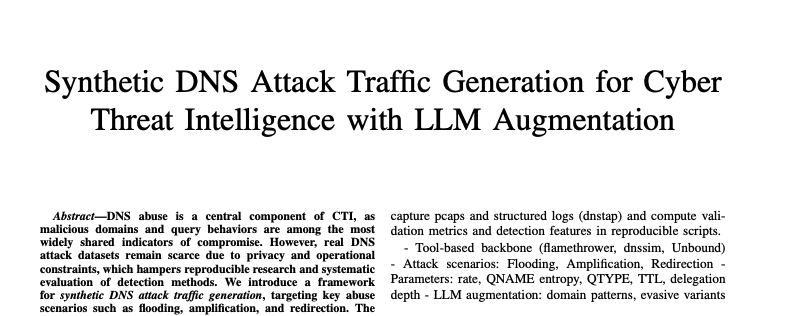 Synthetic DNS Attack Traffic Generation for Cyber
Threat Intelligence with LLM Augmentation
Abstract—DNS abuse is a central component of CTI, as
malicious domains and query behaviors are among the most
widely shared indicators of compromise. However, real DNS
attack datasets remain scarce due to privacy and operational
constraints, which hampers reproducible research and systematic
evaluation of detection methods. We introduce a framework
for synthetic DNS attack traffic generation, targeting key abuse
scenarios such as flooding, amplification, and redirection. The
capture pcaps and structured logs (dnstap) and compute vali-
dation metrics and detection features in reproducible scripts.
- Tool-based backbone (flamethrower, dnssim, Unbound)
- Attack scenarios: Flooding, Amplification, Redirection -
Parameters: rate, QNAME entropy, QTYPE, TTL, delegation
depth - LLM augmentation: domain patterns, evasive variants